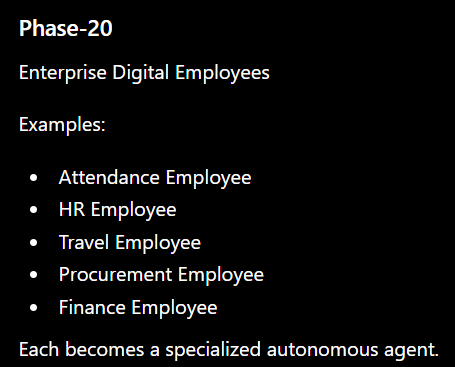 Phase-20
Enterprise Digital Employees
Examples:
• Attendance Employee
• HR Employee
• Travel Employee
• Procurement Employee
• Finance Employee
Each becomes a specialized autonomous agent.